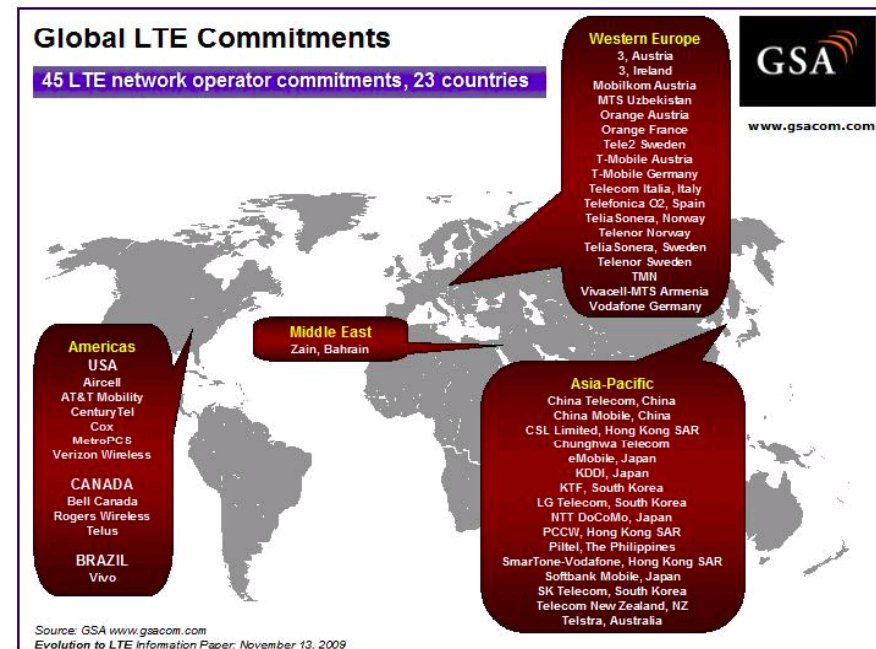 Global LTE Commitments
45 LTE network operator commitments, 23 countries
GSA
www.gsacom.com
Western Europe
3, Austria
3, Ireland
Mobilkom Austria
MTS Uzbekistan
Orange Austria
Orange France
Tele2 Sweden
T-Mobile Austria
T-Mobile Germany
Telecom Italia, Italy
Telefonica O2, Spain
TeliaSonera, Norway
Telenor Norway
TeliaSonera, Sweden
Telenor Sweden
TMN
Vivacell-MTS Armenia
Vodafone Germany
Middle East
Zain, Bahrain
Americas
USA
Aircell
AT&T Mobility
CenturyTel
Cox
MetroPCS
Verizon Wireless
CANADA
Bell Canada
Rogers Wireless
Telus
BRAZIL
Vivo
Asia-Pacific
China Telecom, China
China Mobile, China
CSL Limited, Hong Kong SAR
Chunghwa Telecom
eMobile, Japan
KDDI, Japan
KTF, South Korea
LG Telecom, South Korea
NTT DoCoMo, Japan
PCCW, Hong Kong SAR
Piltel, The Philippines
SmarTone-Vodafone, Hong Kong SAR
Softbank Mobile, Japan
SK Telecom, South Korea
Telecom New Zealand, NZ
Telstra, Australia
Source: GSA www.gsacom.com
Evolution to LTE Information Paper: November 13, 2009